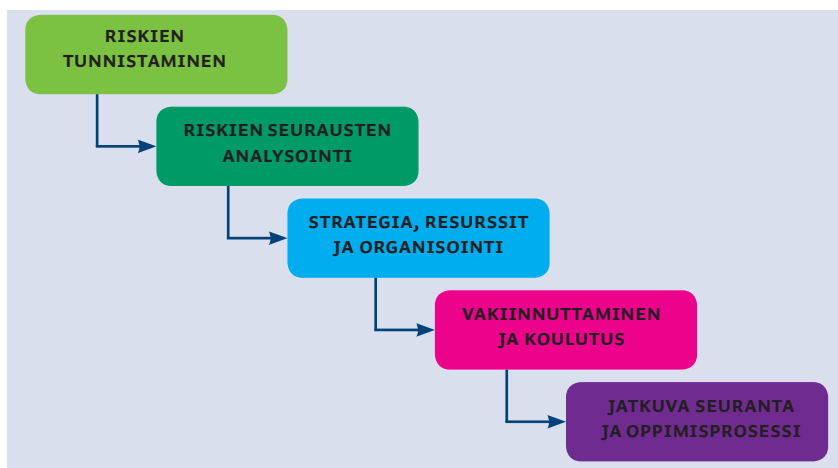 RISKIEN
TUNNISTAMINEN
RISKIEN SEURAUSTEN
ANALYSOINTI
STRATEGIA, RESURSSIT
JA ORGANISOINTI
VAKIINNUTTAMINEN
JA KOULUTUS
JATKUVA SEURANTA
JA OPPIMISPROSESSI